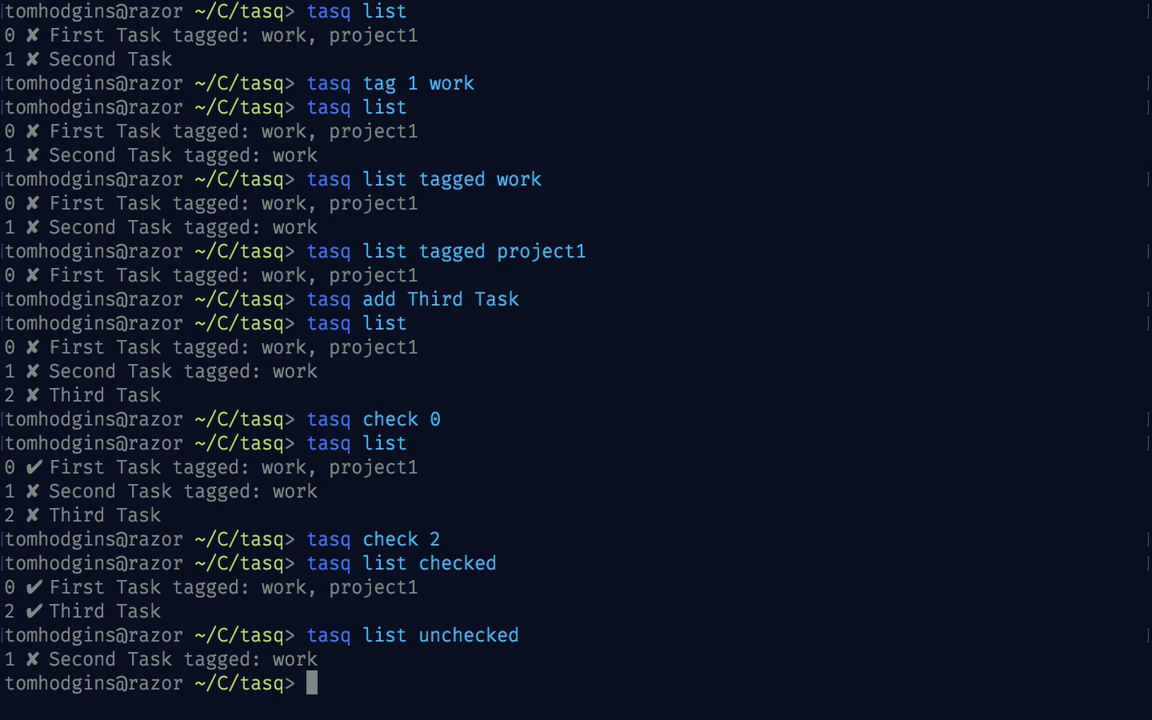 tomhodgins@razor ~/C/tasq> tasq list
0 ✘ First Task tagged: work, project1
1 ✘ Second Task
tomhodgins@razor ~/C/tasq> tasq tag 1 work
tomhodgins@razor ~/C/tasq> tasq list
0 ✘ First Task tagged: work, project1
1 ✘ Second Task tagged: work
tomhodgins@razor ~/C/tasq> tasq list tagged work
0 ✘ First Task tagged: work, project1
1 ✘ Second Task tagged: work
tomhodgins@razor ~/C/tasq> tasq list tagged project1
0 ✘ First Task tagged: work, project1
tomhodgins@razor ~/C/tasq> tasq add Third Task
tomhodgins@razor ~/C/tasq> tasq list
0 ✘ First Task tagged: work, project1
1 ✘ Second Task tagged: work
2 ✘ Third Task
tomhodgins@razor ~/C/tasq> tasq check 0
tomhodgins@razor ~/C/tasq> tasq list
0 ✔ First Task tagged: work, project1
1 ✘ Second Task tagged: work
2 ✘ Third Task
tomhodgins@razor ~/C/tasq> tasq check 2
tomhodgins@razor ~/C/tasq> tasq list checked
0 ✔ First Task tagged: work, project1
2 ✔ Third Task
tomhodgins@razor ~/C/tasq> tasq list unchecked
1 ✘ Second Task tagged: work
tomhodgins@razor ~/C/tasq>